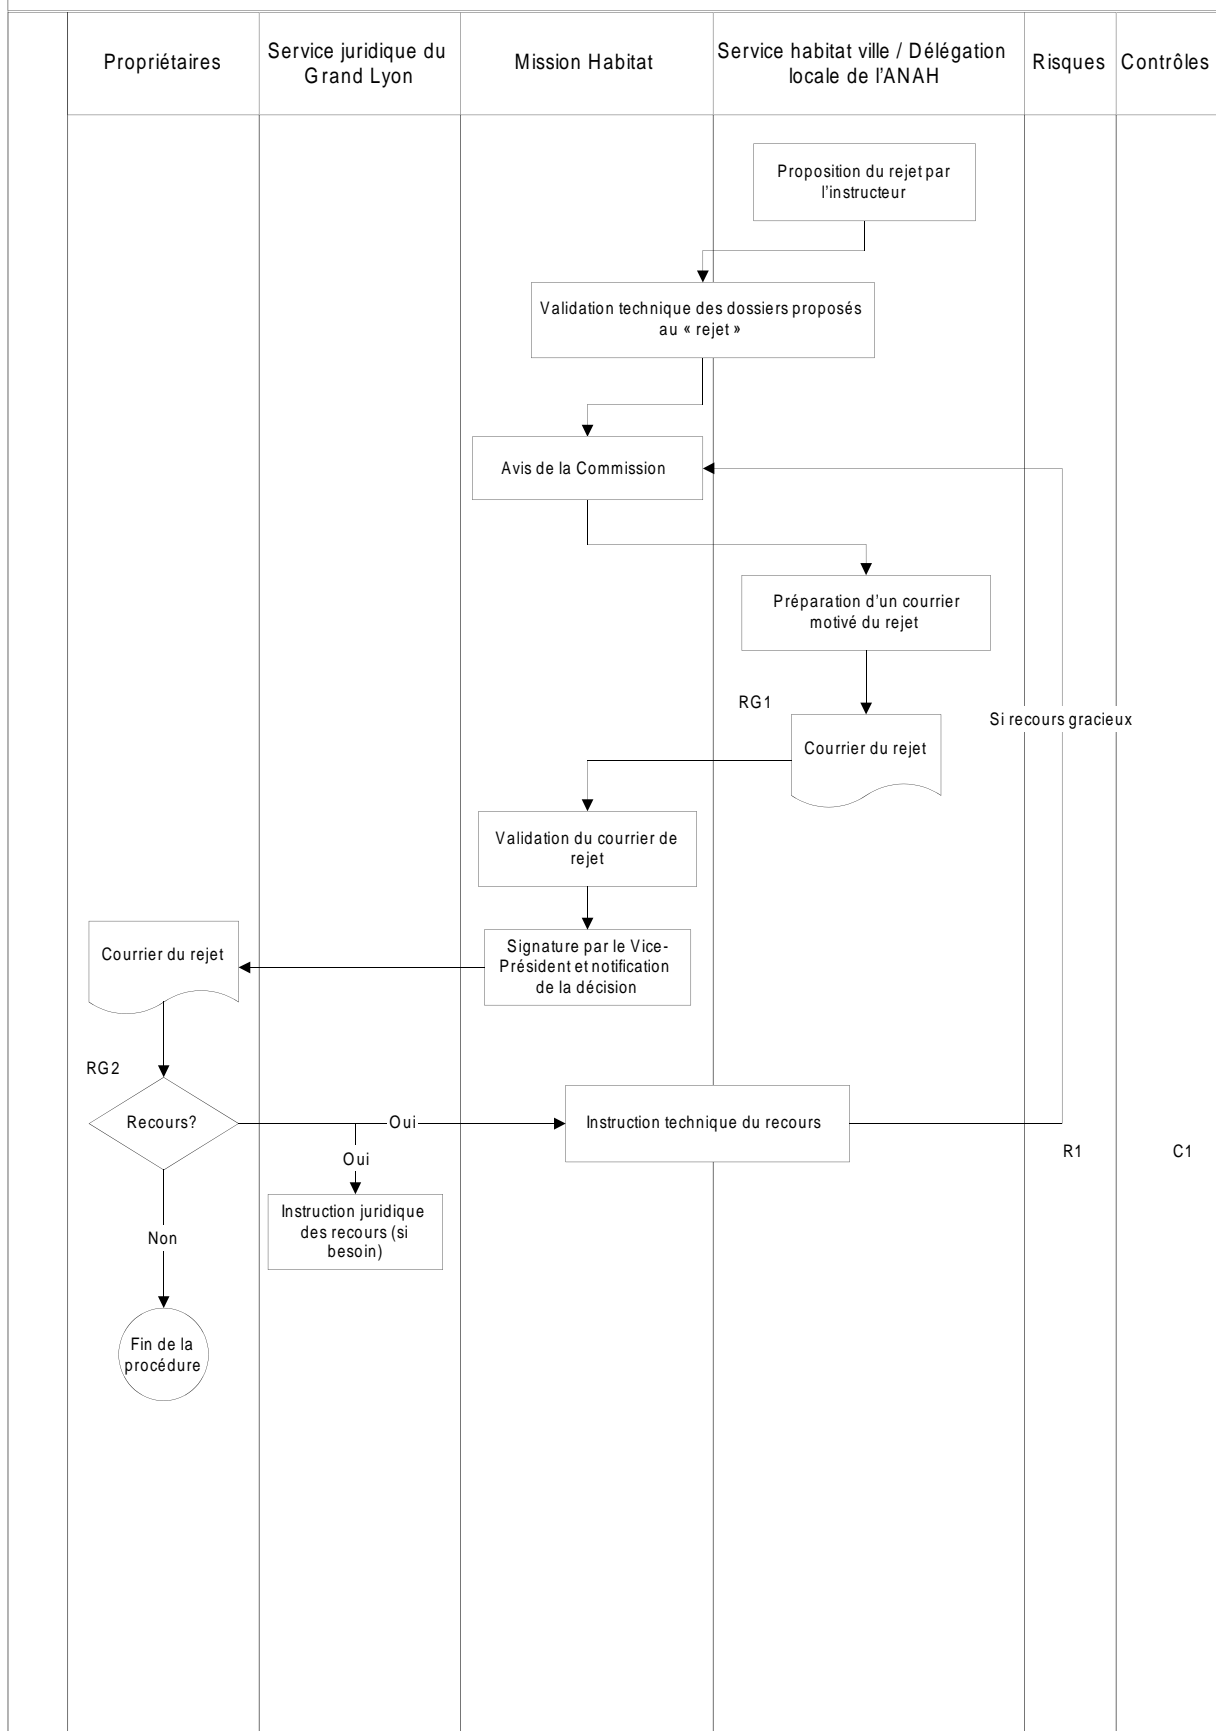 Propriétaires
Service juridique du
Grand Lyon
Mission Habitat
Service habitat ville / Délégation
locale de l'ANAH
Risques
Contrôles
Proposition du rejet par
l'instructeur
Validation technique des dossiers proposés
au « rejet »
Avis de la Commission
Préparation d'un courrier
motivé du rejet
RG1
Si recours gracieux
Courrier du rejet
Validation du courrier de
rejet
Courrier du rejet
Signature par le Vice-
Président et notification
de la décision
RG2
Recours?
Oui
Instruction technique du recours
Oui
R1
C1
Instruction juridique
des recours (si
besoin)
Non
Fin de la
procédure